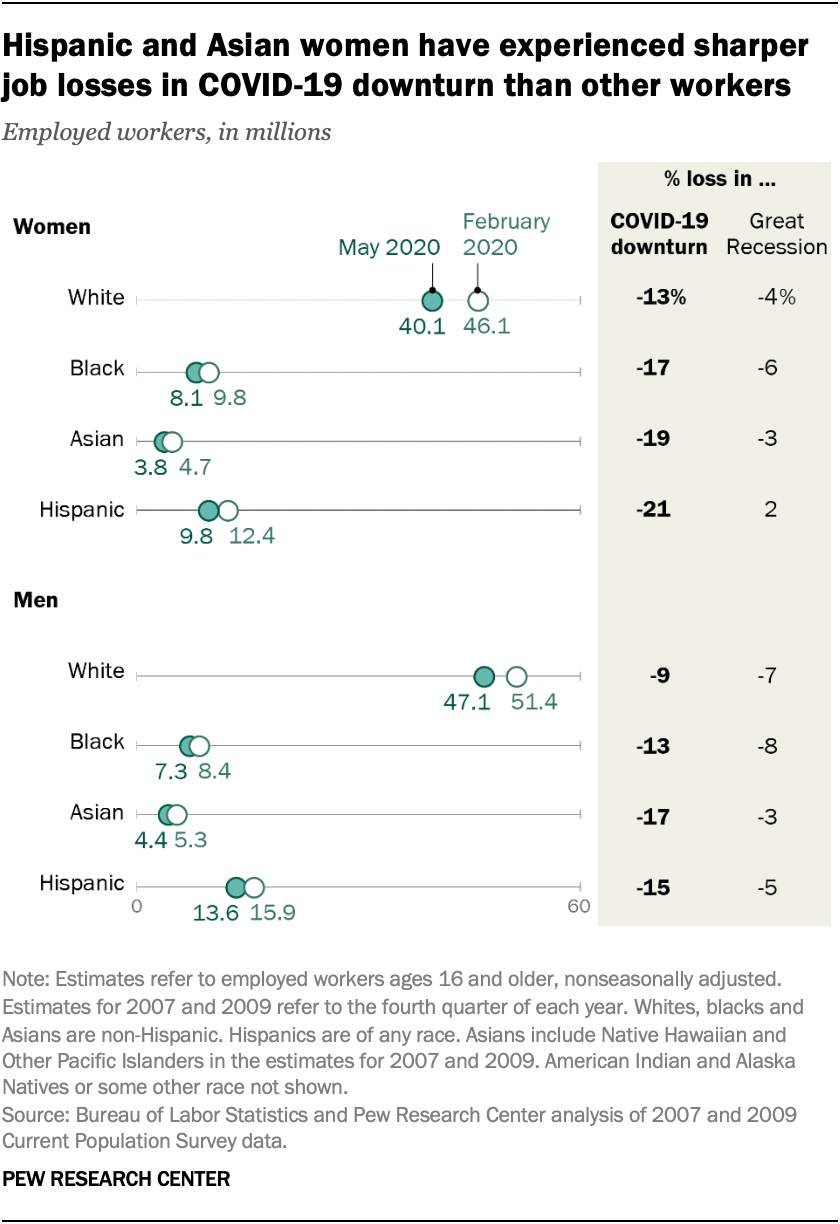 Hispanic and Asian women have experienced sharper
job losses in COVID-19 downturn than other workers
Employed workers, in millions
% loss in ...
Women
May 2020
February
2020
COVID-19
downturn
Great
Recession
White
40.1 46.1
-13% -4%
Black
8.1 9.8
-17 -6
Asian
3.8 4.7
-19 -3
Hispanic
9.8 12.4
-21 2
Men
White
47.1 51.4
-9 -7
Black
7.3 8.4
-13 -8
Asian
4.4 5.3
-17 -3
Hispanic
13.6 15.9
-15 -5
0 60
Note: Estimates refer to employed workers ages 16 and older, nonseasonally adjusted.
Estimates for 2007 and 2009 refer to the fourth quarter of each year. Whites, blacks and
Asians are non-Hispanic. Hispanics are of any race. Asians include Native Hawaiian and
Other Pacific Islanders in the estimates for 2007 and 2009. American Indian and Alaska
Natives or some other race not shown.
Source: Bureau of Labor Statistics and Pew Research Center analysis of 2007 and 2009
Current Population Survey data.
PEW RESEARCH CENTER